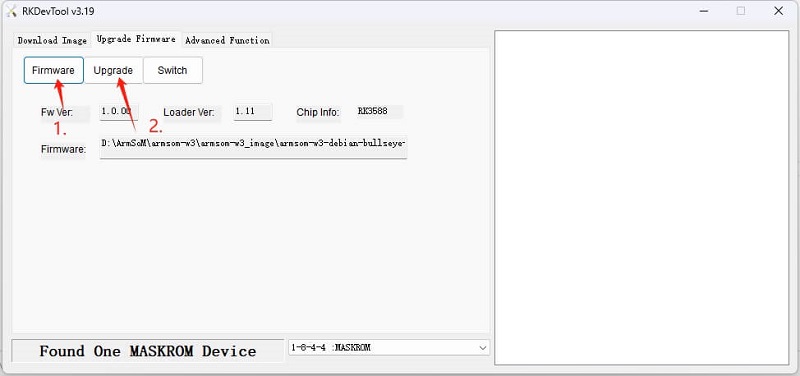 RKDevTool v3.19
Download Image Upgrade Firmware Advanced Function
Firmware Upgrade Switch
Fw Ver: 1.0.00 Loader Ver: 1.11 Chip Info: RK3588
1. 2.
Firmware: D:\ArmSoM\armsom-w3\armsom-w3_image\armsom-w3-debian-bullseye-
Found One MASKROM Device 1-6-4-4 :MASKROM